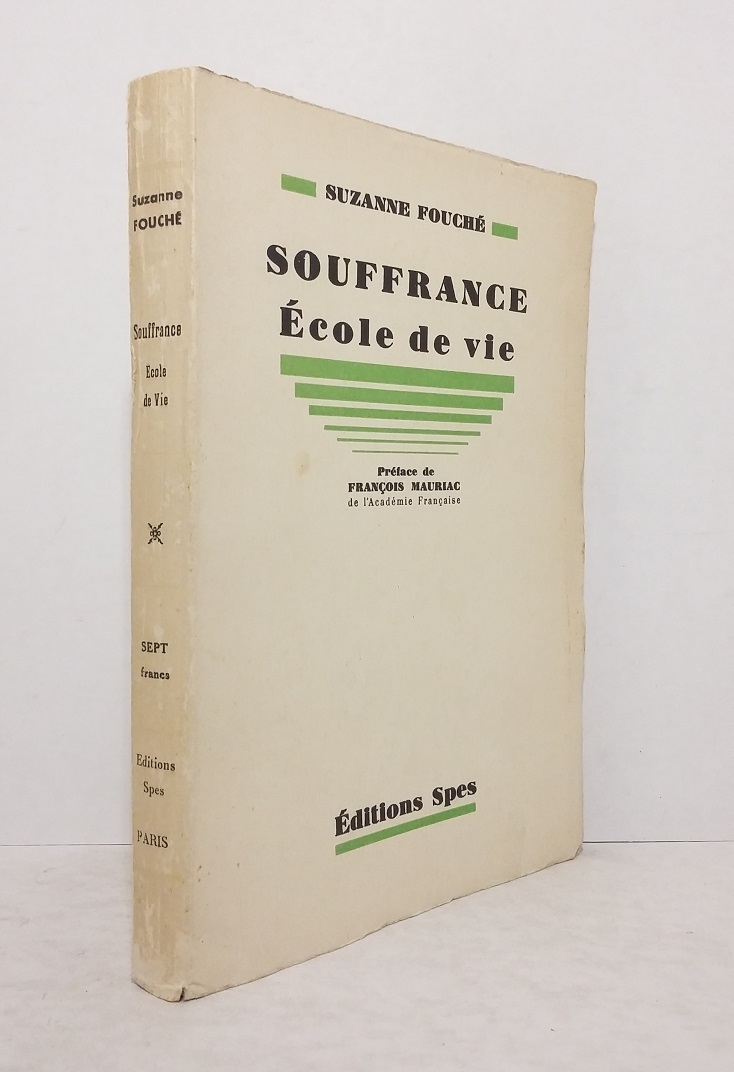 Suzanne
FOUCHÉ
Souffrance
Ecole
de Vie
SEPT
francs
Editions
Spes
PARIS
SUZANNE FOUCHÉ
SOUFFRANCE
École de vie
Préface de
FRANÇOIS MAURIAC
de l'Académie Française
Éditions Spes